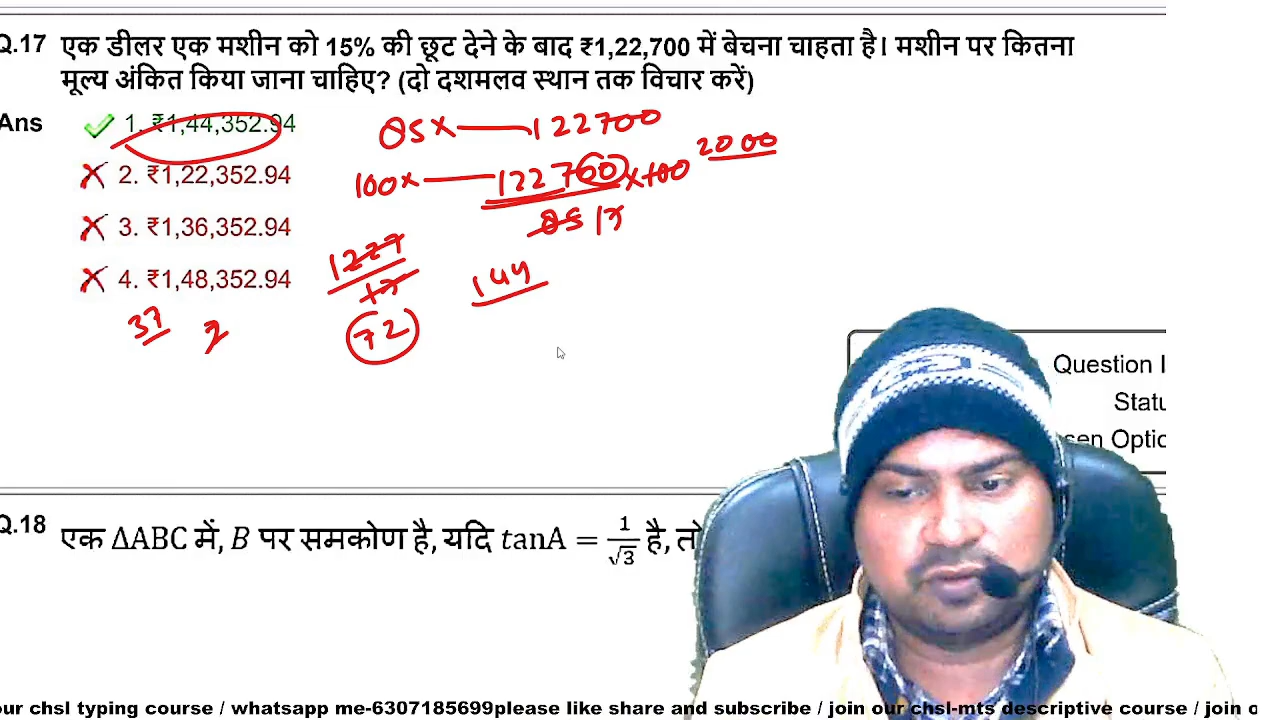 Q.17 एक डीलर एक मशीन को 15% की छूट देने के बाद ₹1,22,700 में बेचना चाहता है। मशीन पर कितना
मूल्य अंकित किया जाना चाहिए? (दो दशमलव स्थान तक विचार करें)
Ans 1. ₹1,44,352.94
2. ₹1,22,352.94
3. ₹1,36,352.94
4. ₹1,48,352.94
85x — 122700
2000
100x — 122700 x 100
85 17
1227
17
144
37
72
Question I
Statu
sen Optio
Q.18 एक ΔABC में, B पर समकोण है, यदि tanA = 1/√3 है, तो
our chsl typing course / whatsapp me-6307185699please like share and subscribe / join our chsl-mts descriptive course / join o